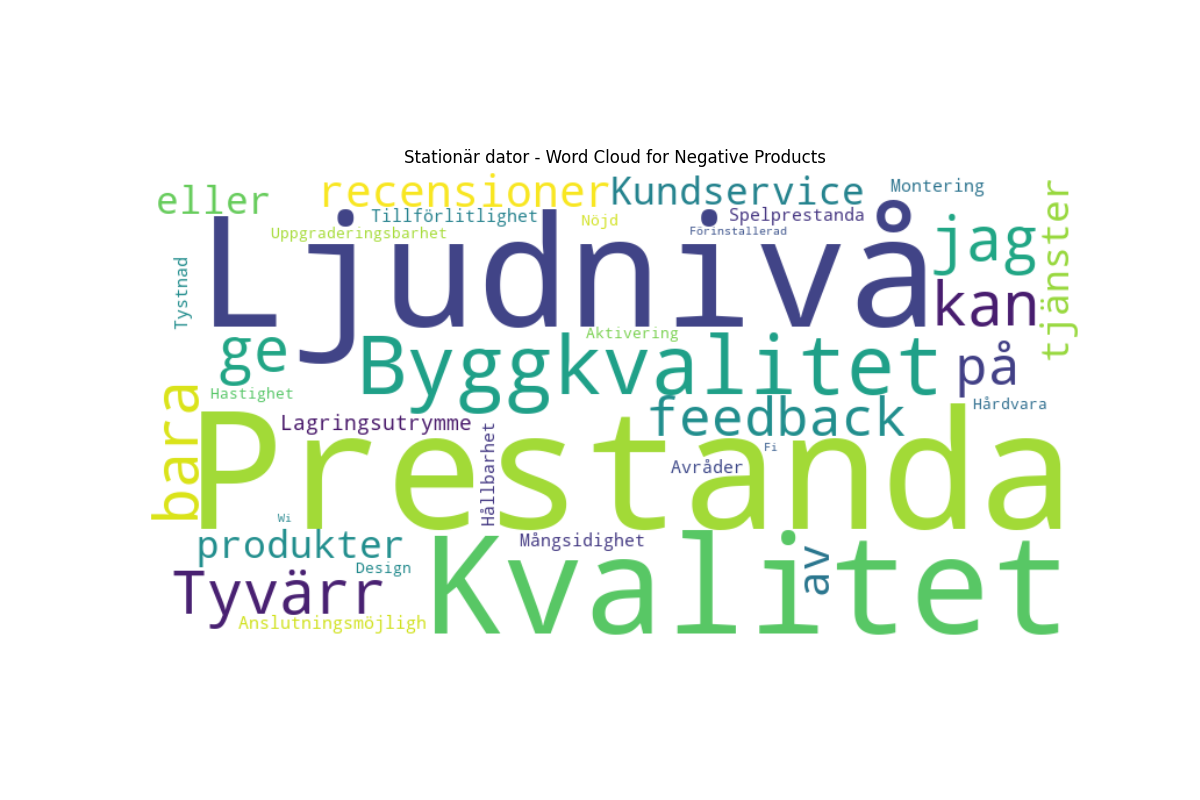 Stationär dator - Word Cloud for Negative Products
eller
recensioner
Kundservice
Montering
Tillförlitlighet
Nöjd
Spelprestanda
Uppgraderingsbarhet
Förinstallerad
Ljudnivå
jag
tjänster
Tystnad
kan
Aktivering
ge
Byggkvalitet
på
Hastighet
bara
Lagringsutrymme
feedback
Hårdvara
Prestanda
Hållbarhet
Avråder
Fi
Wi
produkter
Mångsidighet
Kvalitet
av
Design
Tyvärr
Anslutningsmöjligh